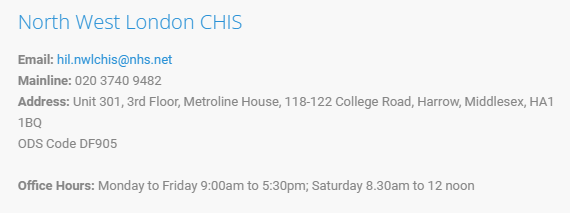 North West London CHIS
Email: hil.nwlchis@nhs.net
Mainline: 020 3740 9482
Address: Unit 301, 3rd Floor, Metroline House, 118-122 College Road, Harrow, Middlesex, HA1
1BQ
ODS Code DF905
Office Hours: Monday to Friday 9:00am to 5:30pm; Saturday 8.30am to 12 noon